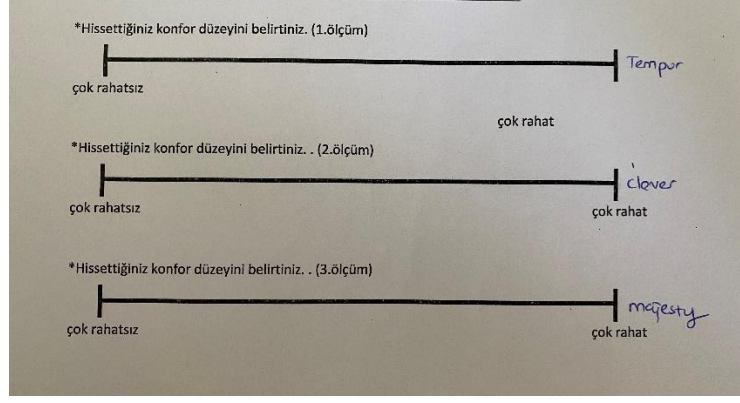 *Hissettiğiniz konfor düzeyini belirtiniz. (1.ölçüm)
Tempur
çok rahatsız
çok rahat
*Hissettiğiniz konfor düzeyini belirtiniz. . (2.ölçüm)
clever
çok rahatsız çok rahat
*Hissettiğiniz konfor düzeyini belirtiniz. . (3.ölçüm)
majesty
çok rahatsız çok rahat